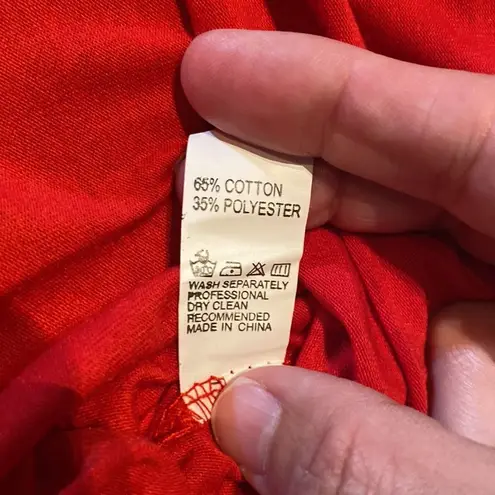 65% COTTON
35% POLYESTER
WASH SEPARATELY
PROFESSIONAL
DRY CLEAN
RECOMMENDED
MADE IN CHINA